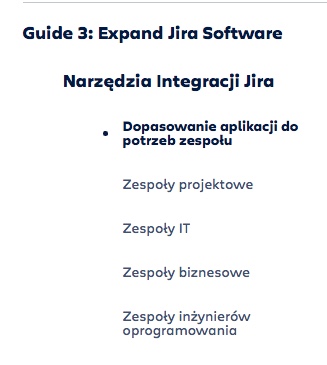 Guide 3: Expand Jira Software
Narzędzia Integracji Jira
Dopasowanie aplikacji do
potrzeb zespołu
Zespoły projektowe
Zespoły IT
Zespoły biznesowe
Zespoły inżynierów
oprogramowania